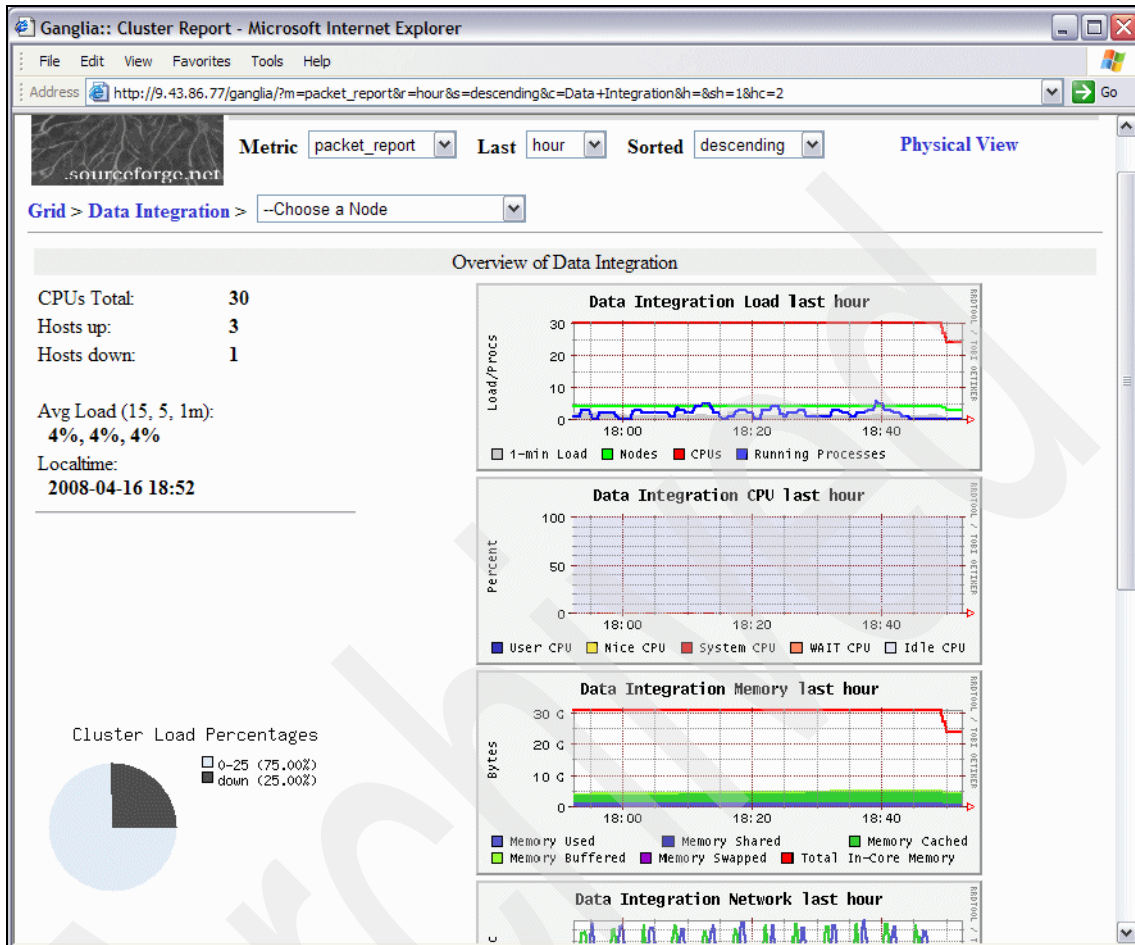 Ganglia:: Cluster Report - Microsoft Internet Explorer
File Edit View Favorites Tools Help
Address http://9.43.86.77/ganglia/?m=packet_report&r=hour&s=descending&c=Data+Integration&h=&sh=1&hc=2 Go
.sourceforge.net
Metric packet_report Last hour Sorted descending Physical View
Grid > Data Integration > --Choose a Node
Overview of Data Integration
CPUs Total: 30
Hosts up: 3
Hosts down: 1
Avg Load (15, 5, 1m):
4%, 4%, 4%
Localtime:
2008-04-16 18:52
Cluster Load Percentages
0-25 (75.00%)
down (25.00%)
Data Integration Load last hour
RRDTOOL / TOBI OETIKER
Load/Procs
30
20
10
0
18:00 18:20 18:40
1-min Load Nodes CPUs Running Processes
Data Integration CPU last hour
RRDTOOL / TOBI OETIKER
Percent
100
50
0
18:00 18:20 18:40
User CPU Nice CPU System CPU WAIT CPU Idle CPU
Data Integration Memory last hour
RRDTOOL / TOBI OETIKER
Bytes
30 G
20 G
10 G
0
18:00 18:20 18:40
Memory Used Memory Shared Memory Cached
Memory Buffered Memory Swapped Total In-Core Memory
Data Integration Network last hour
RRDTOOL / T
Archived